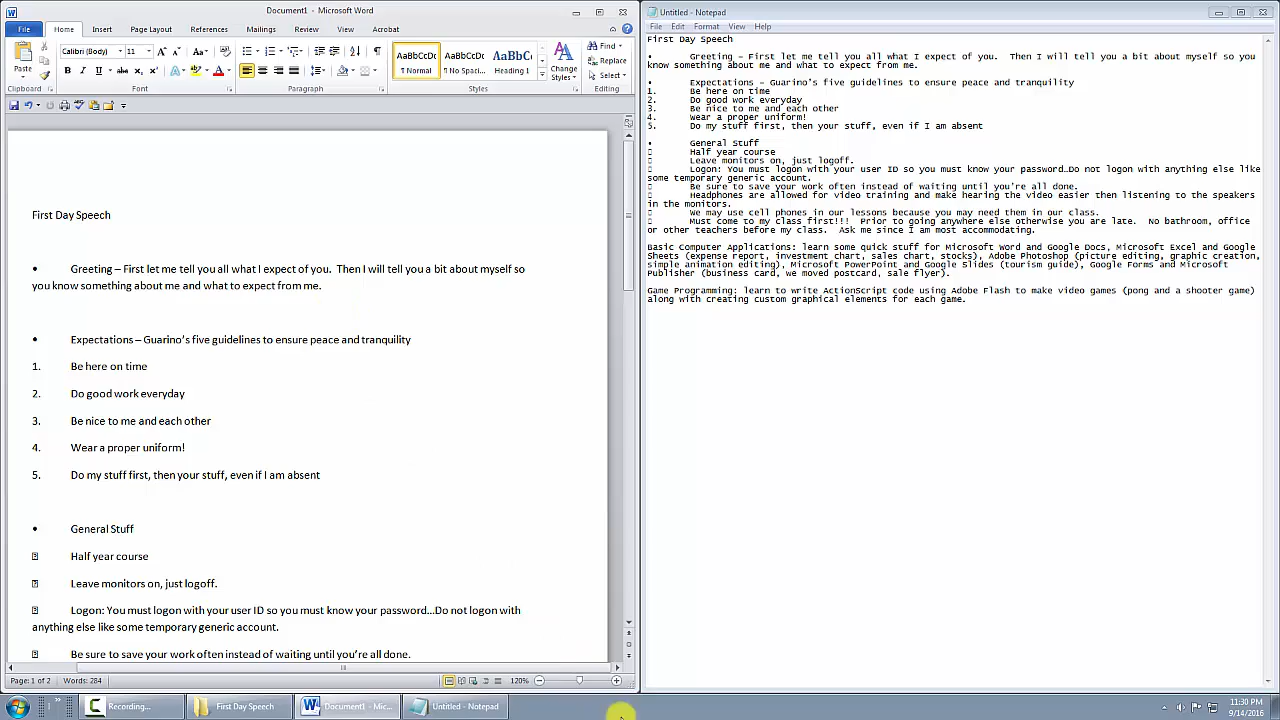 Document1 - Microsoft Word
File Home Insert Page Layout References Mailings Review View Acrobat
Paste
Calibri (Body) 11
AaBbCcDc AaBbCcDc AaBbCc
¶ Normal ¶ No Spaci... Heading 1
Change Styles
Find
Replace
Select
Clipboard Font Paragraph Styles Editing
First Day Speech
• Greeting – First let me tell you all what I expect of you. Then I will tell you a bit about myself so
you know something about me and what to expect from me.
• Expectations – Guarino's five guidelines to ensure peace and tranquility
1. Be here on time
2. Do good work everyday
3. Be nice to me and each other
4. Wear a proper uniform!
5. Do my stuff first, then your stuff, even if I am absent
• General Stuff
Half year course
Leave monitors on, just logoff.
Logon: You must logon with your user ID so you must know your password...Do not logon with
anything else like some temporary generic account.
Be sure to save your work often instead of waiting until you're all done.
Page: 1 of 2 Words: 284 120%
Untitled - Notepad
File Edit Format View Help
First Day Speech
• Greeting – First let me tell you all what I expect of you. Then I will tell you a bit about myself so you
know something about me and what to expect from me.
• Expectations – Guarino's five guidelines to ensure peace and tranquility
1. Be here on time
2. Do good work everyday
3. Be nice to me and each other
4. wear a proper uniform!
5. Do my stuff first, then your stuff, even if I am absent
• General Stuff
Half year course
Leave monitors on, just logoff.
Logon: You must logon with your user ID so you must know your password…Do not logon with anything else like
some temporary generic account.
Be sure to save your work often instead of waiting until you're all done.
Headphones are allowed for video training and make hearing the video easier then listening to the speakers
in the monitors.
We may use cell phones in our lessons because you may need them in our class.
Must come to my class first!!! Prior to going anywhere else otherwise you are late. No bathroom, office
or other teachers before my class. Ask me since I am most accommodating.
Basic Computer Applications: learn some quick stuff for Microsoft Word and Google Docs, Microsoft Excel and Google
Sheets (expense report, investment chart, sales chart, stocks), Adobe Photoshop (picture editing, graphic creation,
simple animation editing), Microsoft PowerPoint and Google Slides (tourism guide), Google Forms and Microsoft
Publisher (business card, we moved postcard, sale flyer).
Game Programming: learn to write ActionScript code using Adobe Flash to make video games (pong and a shooter game)
along with creating custom graphical elements for each game.
Recording... First Day Speech Document1 - Mic... Untitled - Notepad
11:30 PM
9/14/2016